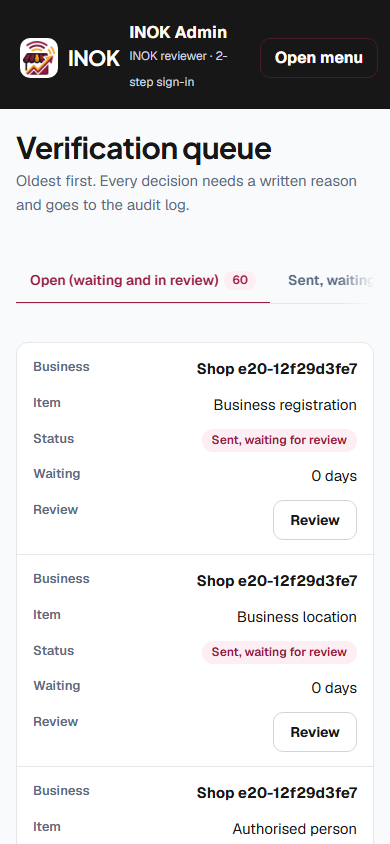 INOK
INOK Admin
INOK reviewer · 2-
step sign-in
Open menu
Verification queue
Oldest first. Every decision needs a written reason
and goes to the audit log.
Open (waiting and in review) 60
Sent, waiting
Business Shop e20-12f29d3fe7
Item Business registration
Status Sent, waiting for review
Waiting 0 days
Review Review
Business Shop e20-12f29d3fe7
Item Business location
Status Sent, waiting for review
Waiting 0 days
Review Review
Business Shop e20-12f29d3fe7
Item Authorised person